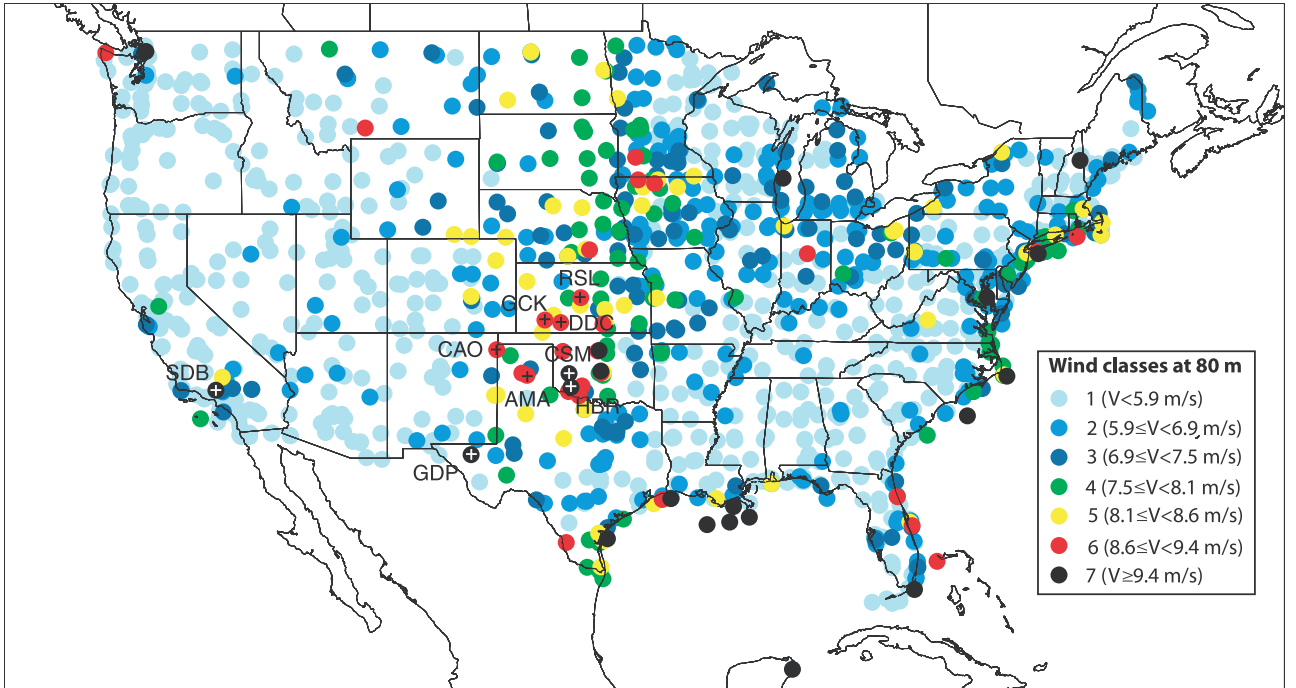 RSL
GCK
DDC
CAO
CSM
SDB
AMA
HBR
GDP
Wind classes at 80 m
1 (V<5.9 m/s)
2 (5.9≤V<6.9 m/s)
3 (6.9≤V<7.5 m/s)
4 (7.5≤V<8.1 m/s)
5 (8.1≤V<8.6 m/s)
6 (8.6≤V<9.4 m/s)
7 (V≥9.4 m/s)